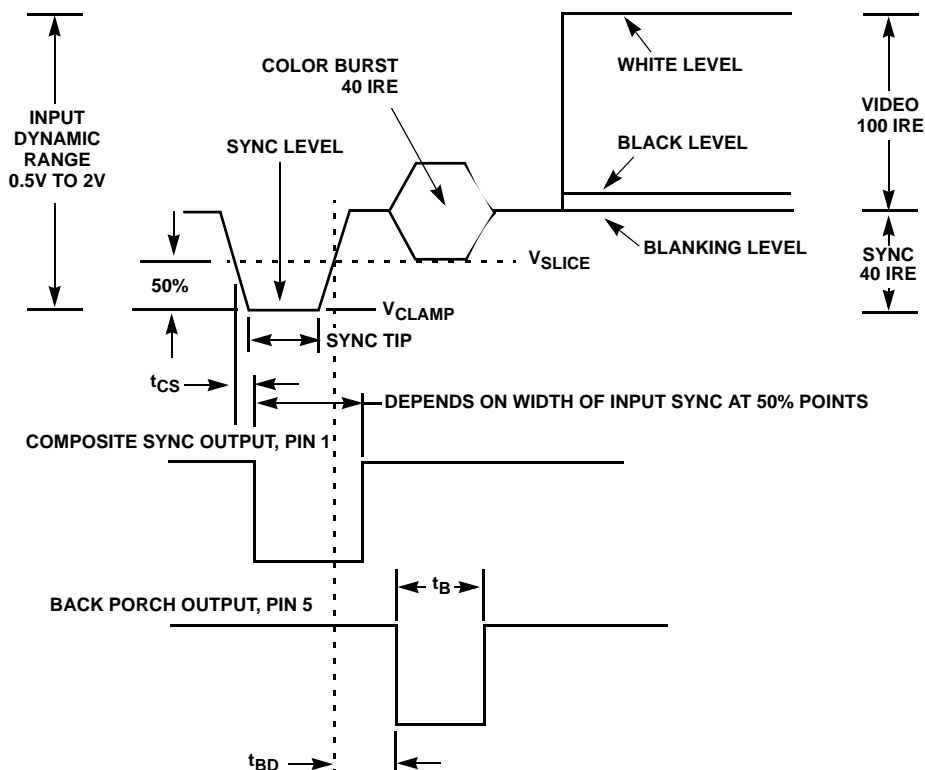 COLOR BURST
40 IRE
WHITE LEVEL
INPUT
DYNAMIC
RANGE
0.5V TO 2V
VIDEO
100 IRE
SYNC LEVEL
BLACK LEVEL
BLANKING LEVEL
VSLICE
SYNC
40 IRE
50%
VCLAMP
SYNC TIP
tCS
DEPENDS ON WIDTH OF INPUT SYNC AT 50% POINTS
COMPOSITE SYNC OUTPUT, PIN 1
tB
BACK PORCH OUTPUT, PIN 5
tBD